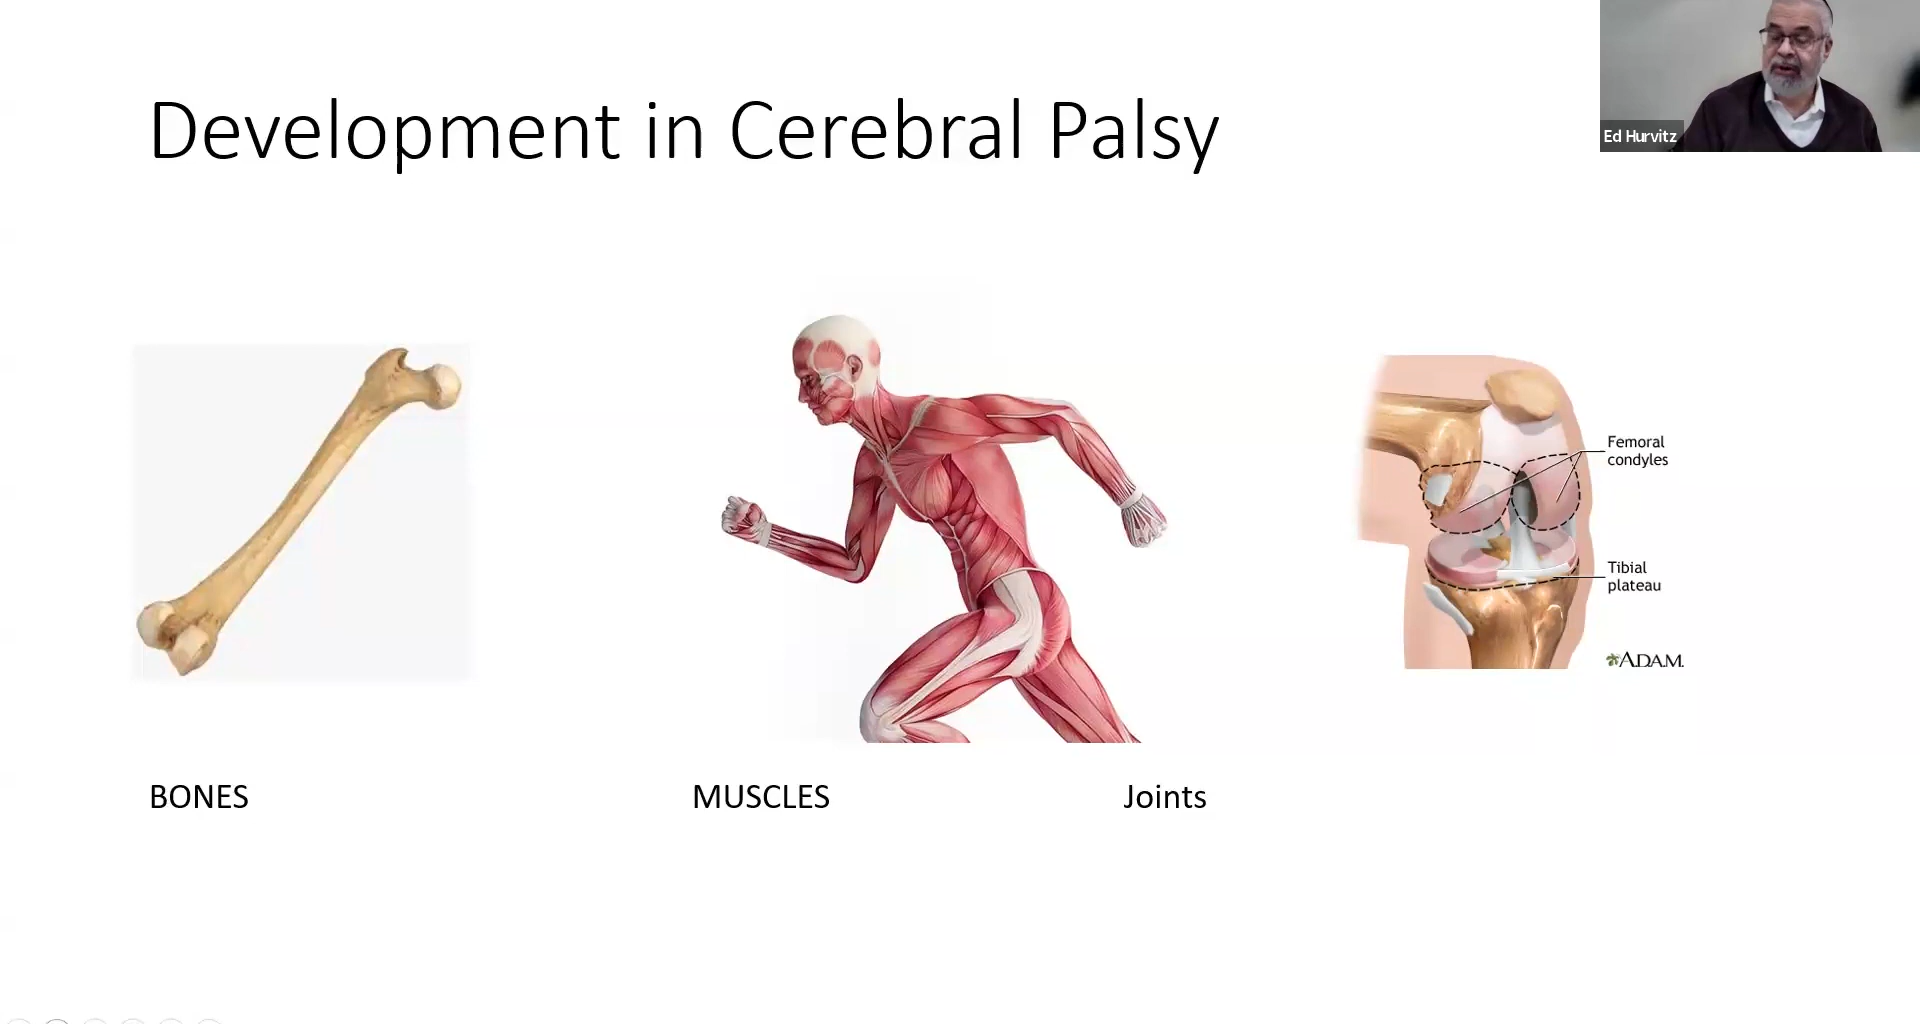 Development in Cerebral Palsy
Ed Hurvitz
Femoral
condyles
Tibial
plateau
A.D.A.M.
BONES
MUSCLES
Joints